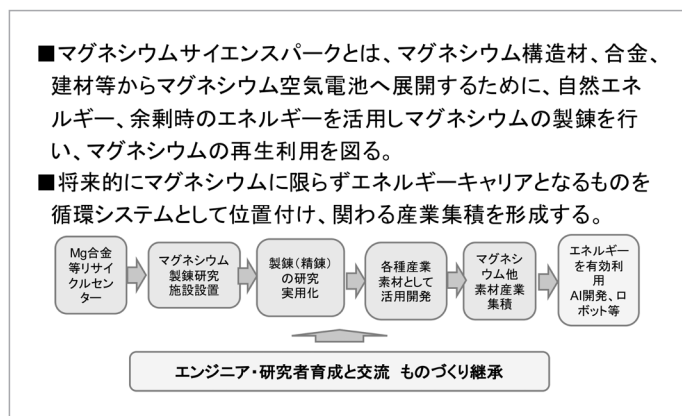 ■マグネシウムサイエンスパークとは、マグネシウム構造材、合金、
建材等からマグネシウム空気電池へ展開するために、自然エネ
ルギー、余剰時のエネルギーを活用しマグネシウムの製錬を行
い、マグネシウムの再生利用を図る。
■将来的にマグネシウムに限らずエネルギーキャリアとなるものを
循環システムとして位置付け、関わる産業集積を形成する。
Mg合金
等リサイ
クルセン
ター
マグネシウム
製錬研究
施設設置
製錬(精錬)
の研究
実用化
各種産業
素材として
活用開発
マグネシ
ウム他
素材産業
集積
エネルギー
を有効利
用
AI開発、ロ
ボット等
エンジニア・研究者育成と交流 ものづくり継承